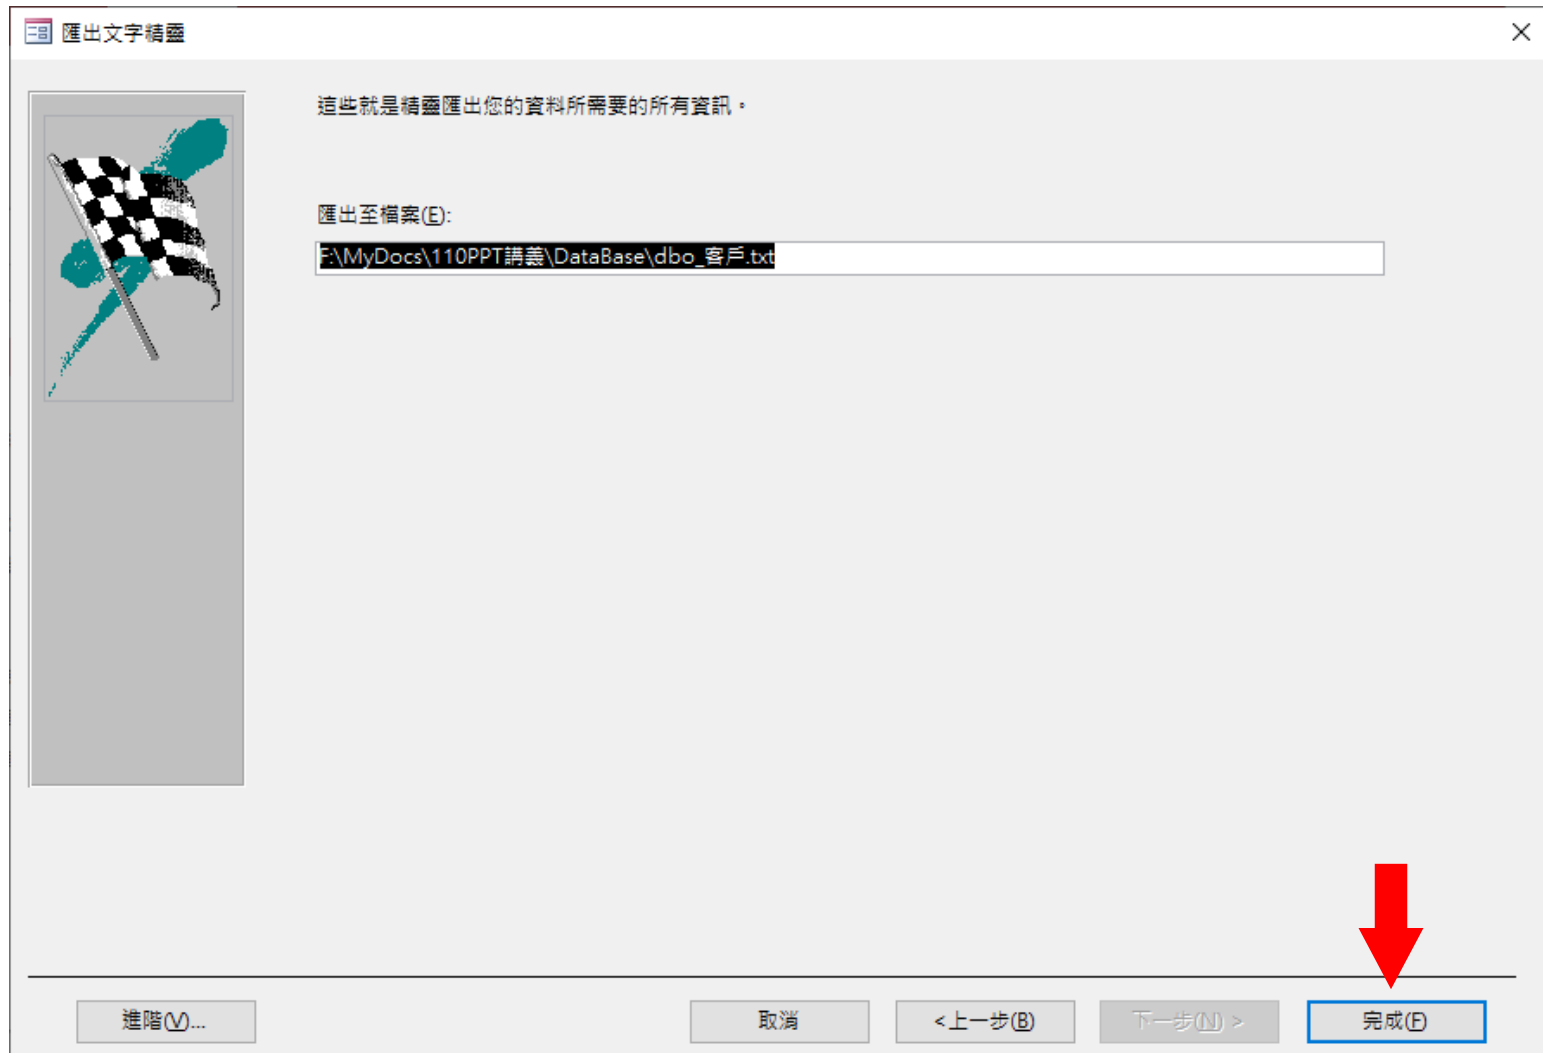 匯出文字精靈
這些就是精靈匯出您的資料所需要的所有資訊。
匯出至檔案(E):
F:\MyDocs\110PPT講義\DataBase\dbo_客戶.txt
進階(V)... 取消 <上一步(B) 下一步(N) > 完成(F)